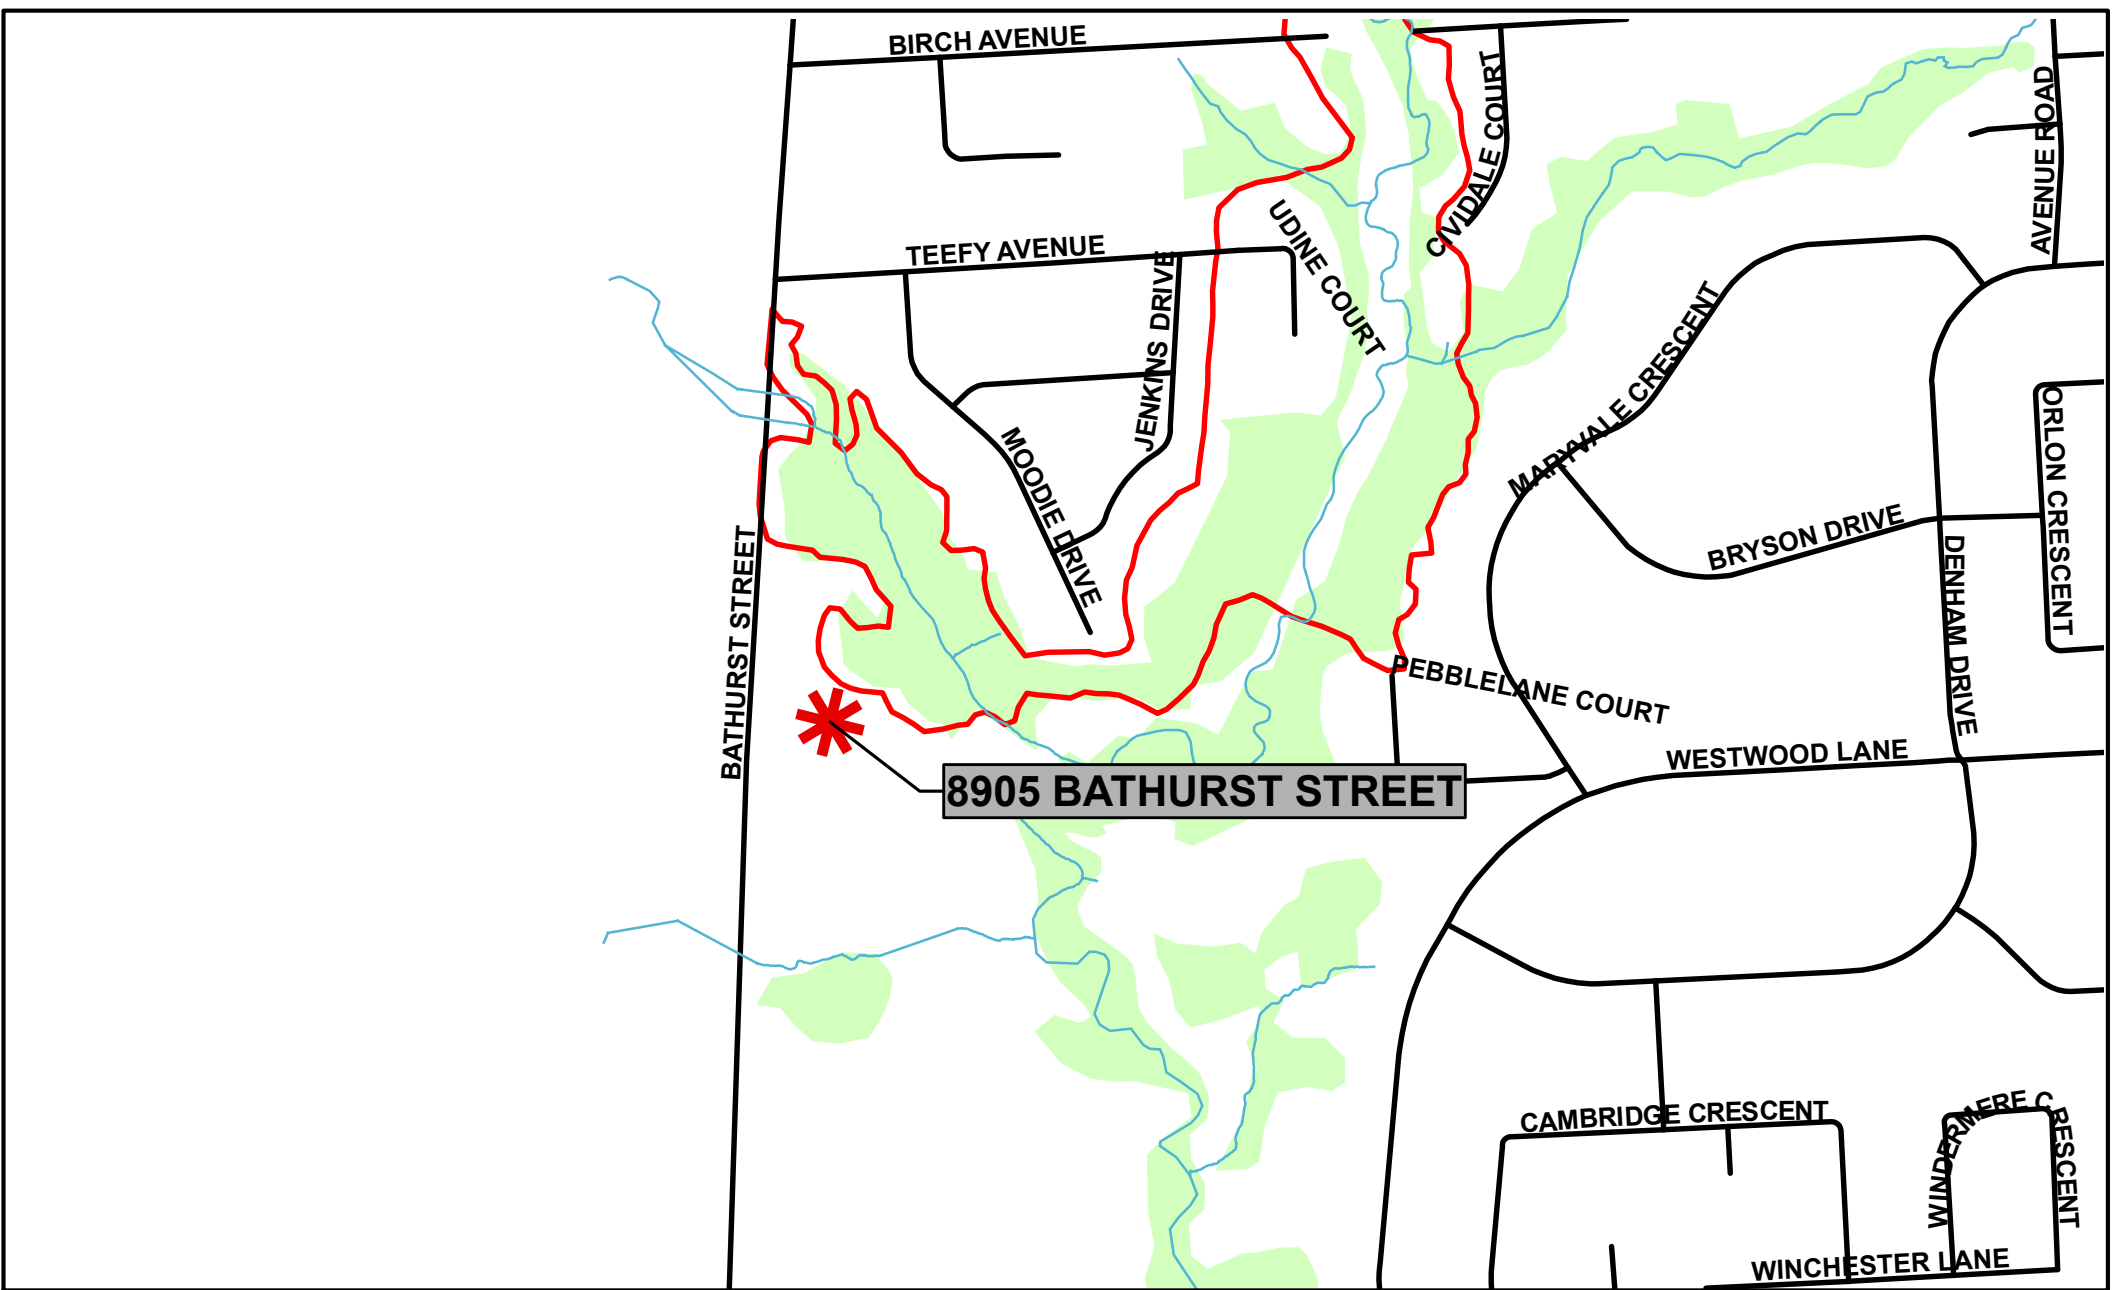 BIRCH AVENUE
CIVIDALE COURT
AVENUE ROAD
TEEFY AVENUE
UDINE COURT
JENKINS DRIVE
MARYVALE CRESCENT
MOODIE DRIVE
ORLON CRESCENT
BRYSON DRIVE
BATHURST STREET
DENHAM DRIVE
PEBBLELANE COURT
WESTWOOD LANE
8905 BATHURST STREET
CAMBRIDGE CRESCENT
WINDERMERE CRESCENT
WINCHESTER LANE